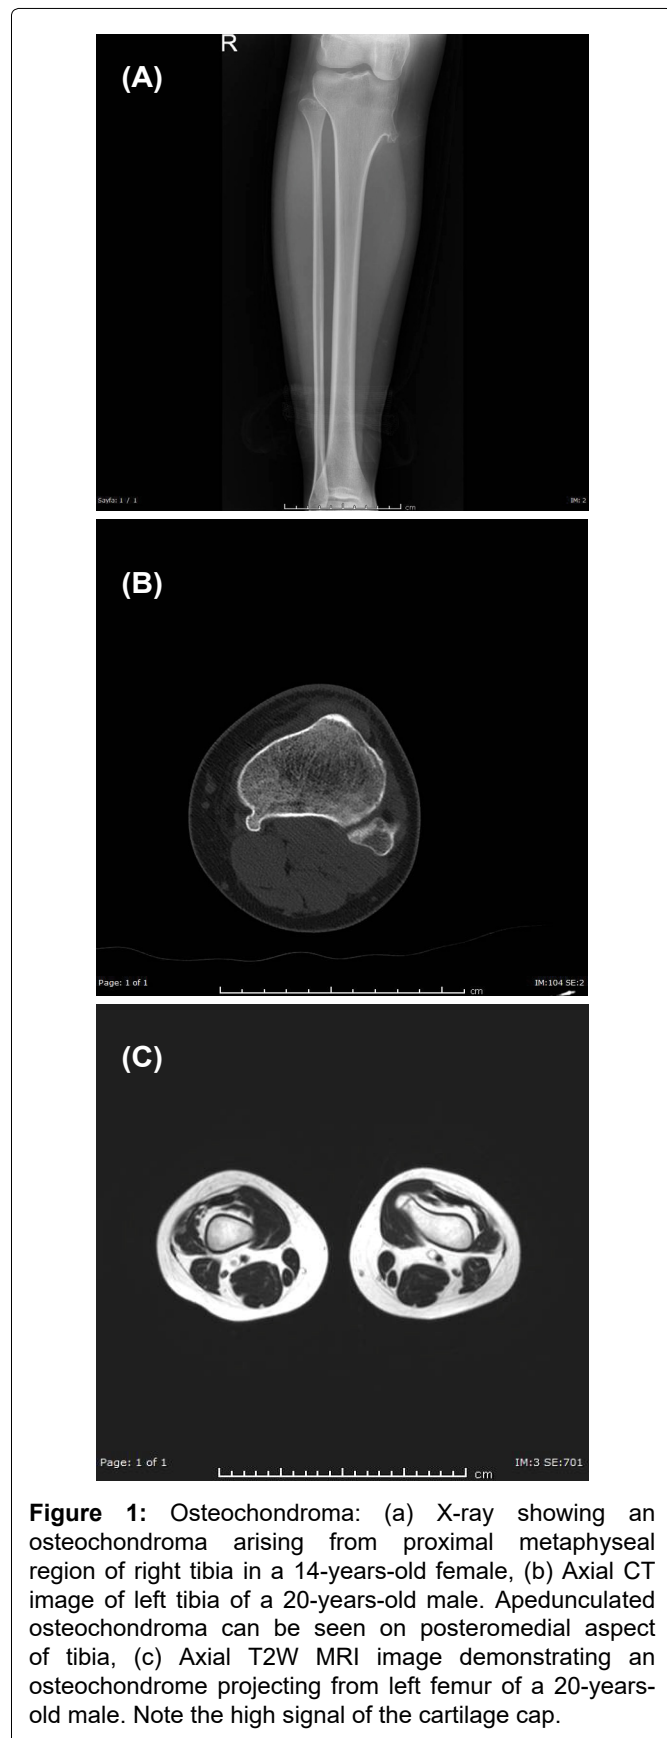 R
(A)
Sayfa: 1 / 1
IM: 2
cm
(B)
cm
Page: 1 of 1
IM:104 SE:2
(C)
Page: 1 of 1
IM:3 SE:701
cm
Figure 1: Osteochondroma: (a) X-ray showing an
osteochondroma arising from proximal metaphyseal
region of right tibia in a 14-years-old female, (b) Axial CT
image of left tibia of a 20-years-old male. Apedunculated
osteochondroma can be seen on posteromedial aspect
of tibia, (c) Axial T2W MRI image demonstrating an
osteochondrome projecting from left femur of a 20-years-
old male. Note the high signal of the cartilage cap.